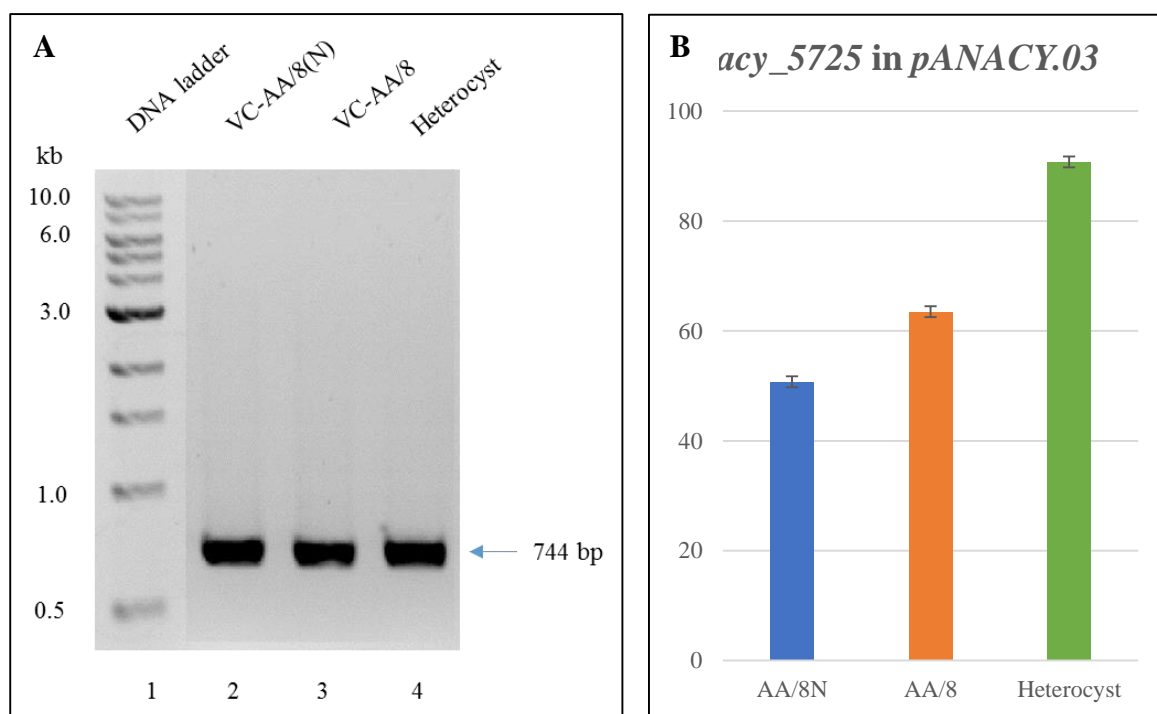 A
DNA ladder
VC-AA/8(N)
VC-AA/8
Heterocyst
kb
10.0
6.0
3.0
1.0
0.5
744 bp
1 2 3 4
B
acy_5725 in pANACY.03
100
80
60
40
20
0
AA/8N AA/8 Heterocyst